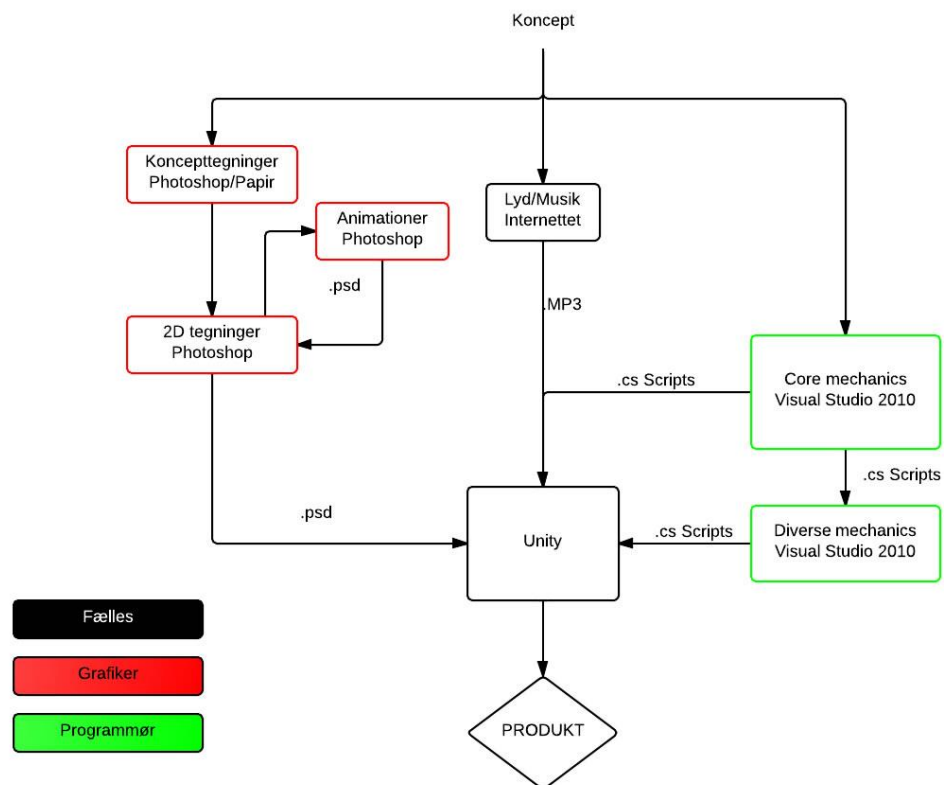 Koncept
Koncepttegninger
Photoshop/Papir
Lyd/Musik
Internettet
Animationer
Photoshop
.psd
.MP3
2D tegninger
Photoshop
.cs Scripts
Core mechanics
Visual Studio 2010
.cs Scripts
.psd
Unity
.cs Scripts
Diverse mechanics
Visual Studio 2010
Fælles
Grafiker
Programmør
PRODUKT